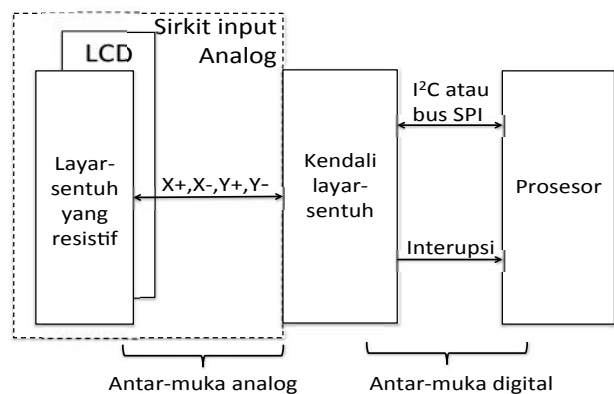 Sirkit input
Analog
LCD
Layar-
sentuh
yang
resistif
X+,X-,Y+,Y-
Kendali
layar-
sentuh
I²C atau
bus SPI
Interupsi
Prosesor
Antar-muka analog
Antar-muka digital